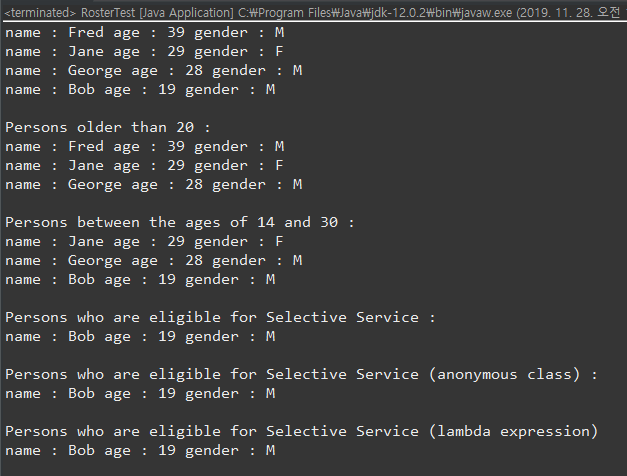 <terminated> RosterTest [Java Application] C:₩Program Files₩Java₩jdk-12.0.2₩bin₩javaw.exe (2019. 11. 28. 오전
name : Fred age : 39 gender : M
name : Jane age : 29 gender : F
name : George age : 28 gender : M
name : Bob age : 19 gender : M
Persons older than 20 :
name : Fred age : 39 gender : M
name : Jane age : 29 gender : F
name : George age : 28 gender : M
Persons between the ages of 14 and 30 :
name : Jane age : 29 gender : F
name : George age : 28 gender : M
name : Bob age : 19 gender : M
Persons who are eligible for Selective Service :
name : Bob age : 19 gender : M
Persons who are eligible for Selective Service (anonymous class) :
name : Bob age : 19 gender : M
Persons who are eligible for Selective Service (lambda expression)
name : Bob age : 19 gender : M